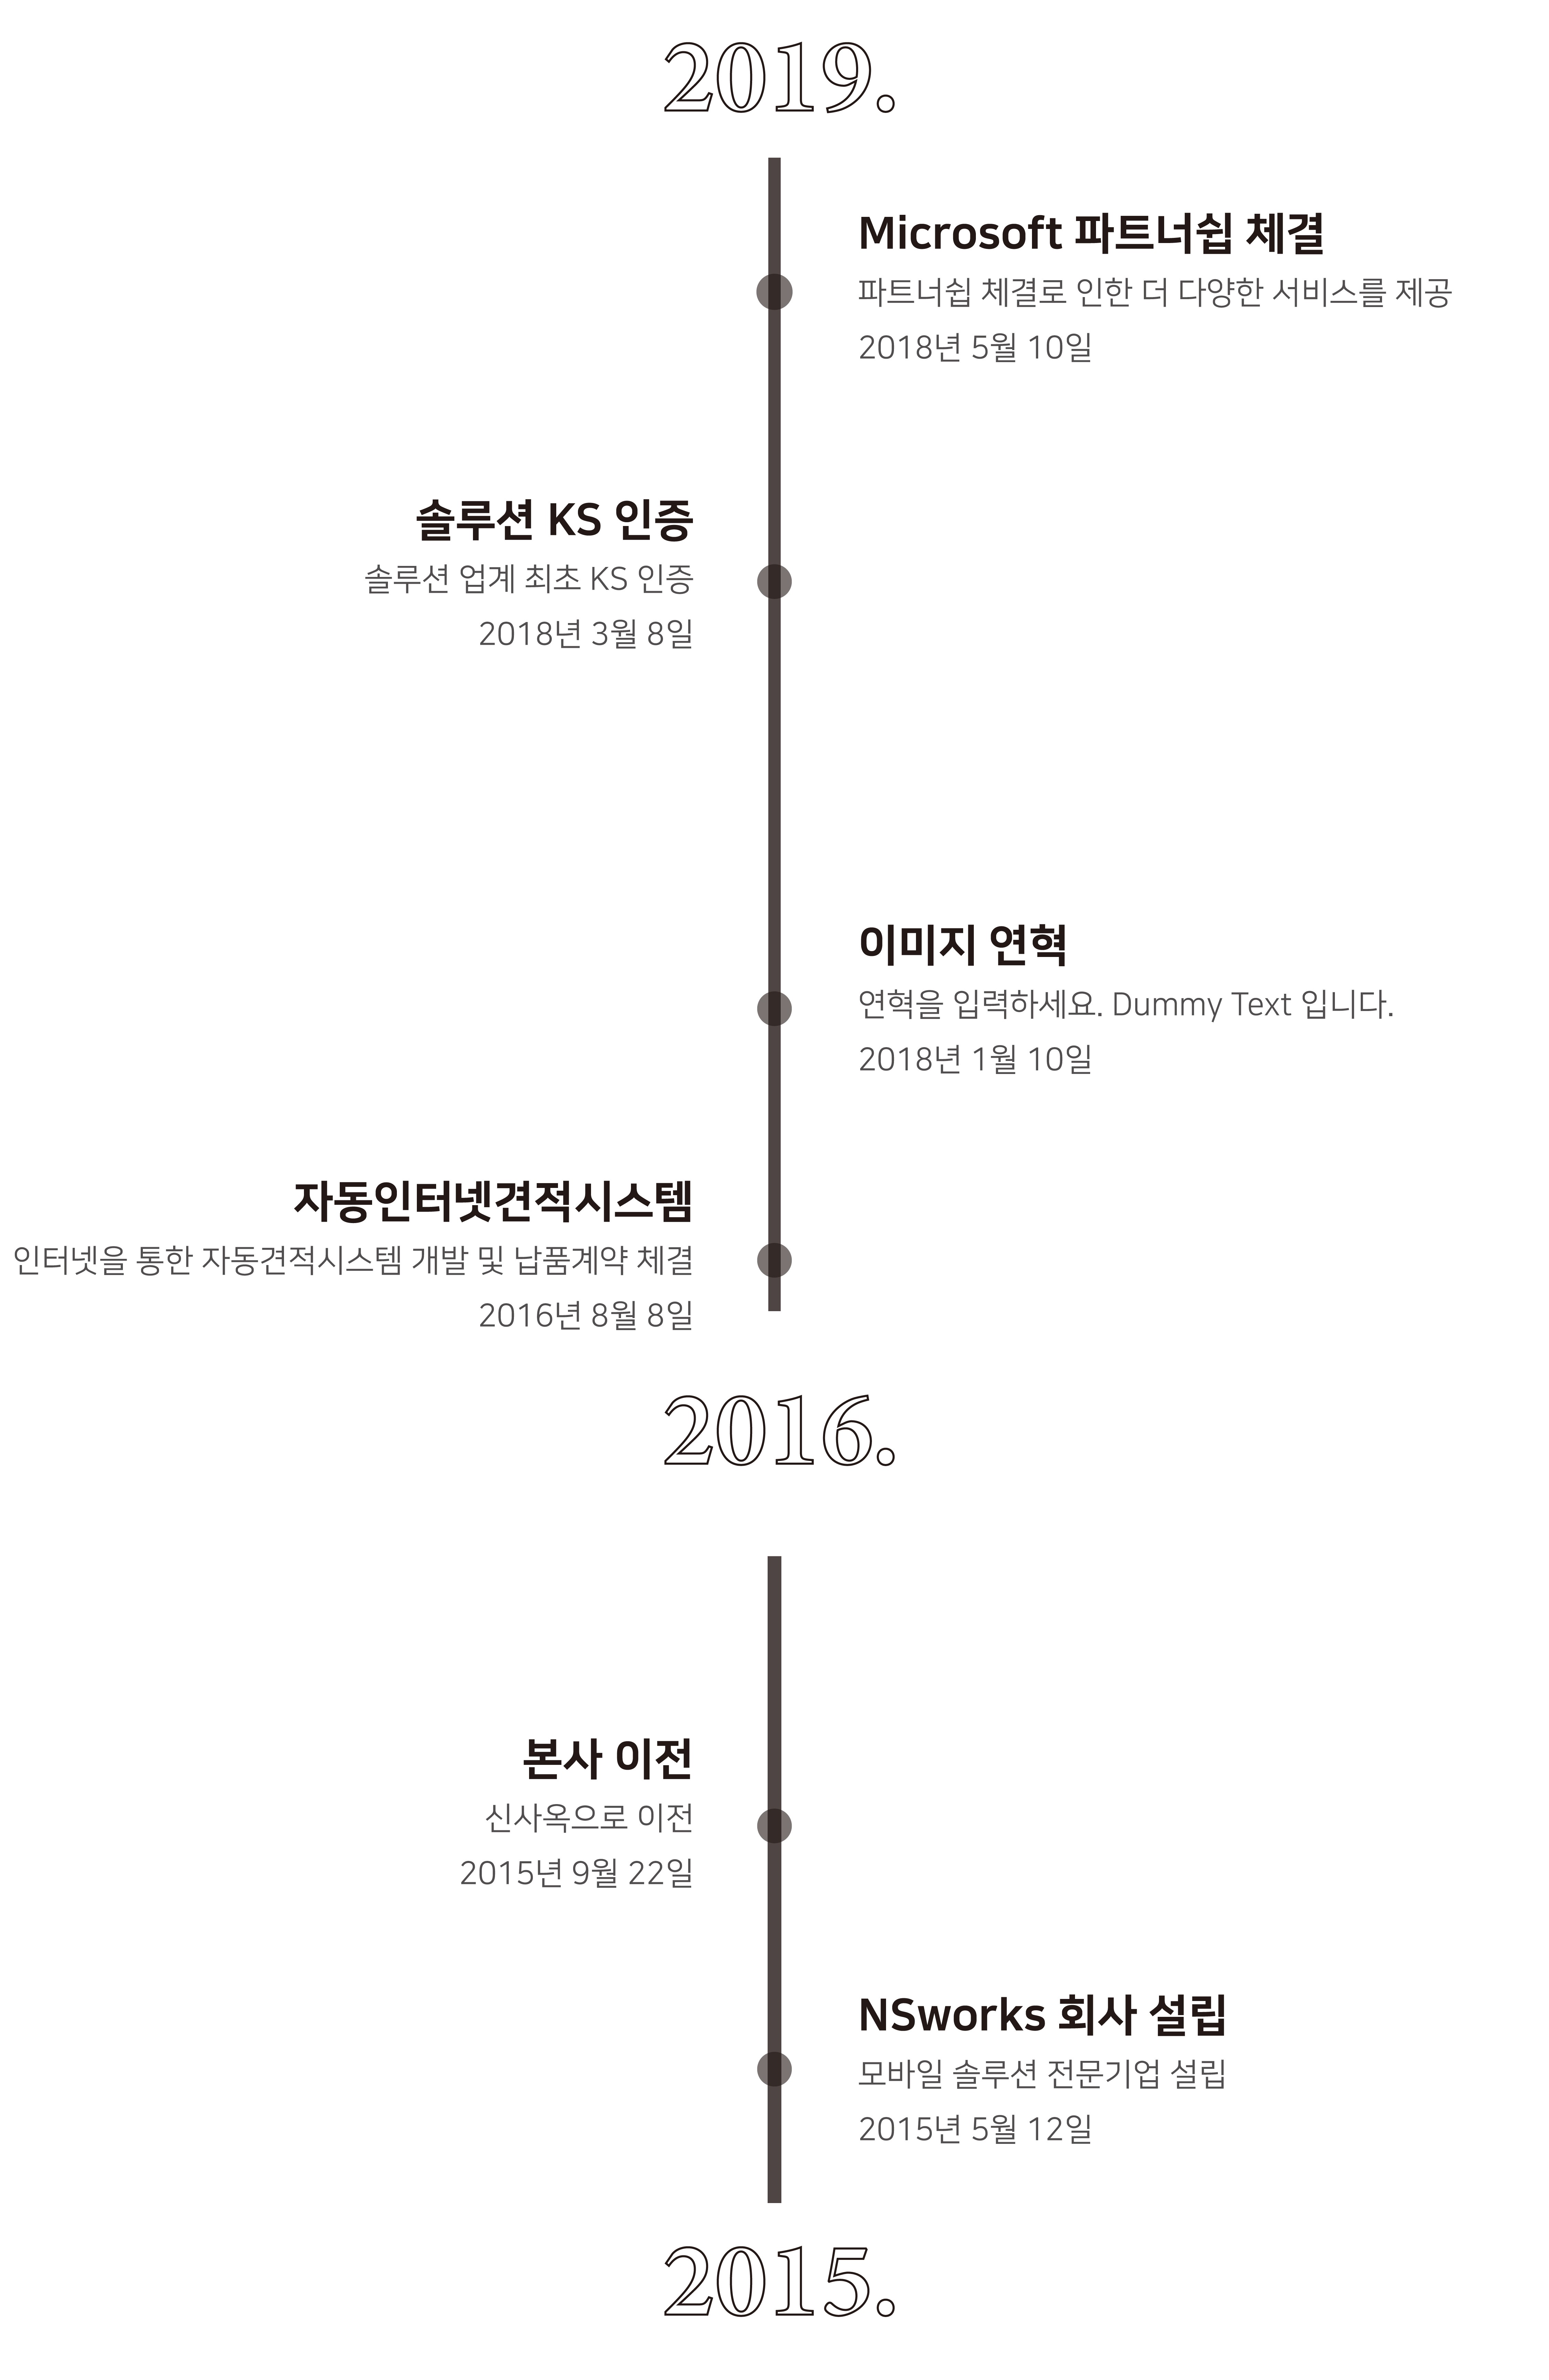 2019.
Microsoft 파트너쉽 체결
파트너쉽 체결로 인한 더 다양한 서비스를 제공
2018년 5월 10일
솔루션 KS 인증
솔루션 업계 최초 KS 인증
2018년 3월 8일
이미지 연혁
연혁을 입력하세요. Dummy Text 입니다.
2018년 1월 10일
자동인터넷견적시스템
인터넷을 통한 자동견적시스템 개발 및 납품계약 체결
2016년 8월 8일
2016.
본사 이전
신사옥으로 이전
2015년 9월 22일
NSworks 회사 설립
모바일 솔루션 전문기업 설립
2015년 5월 12일
2015.